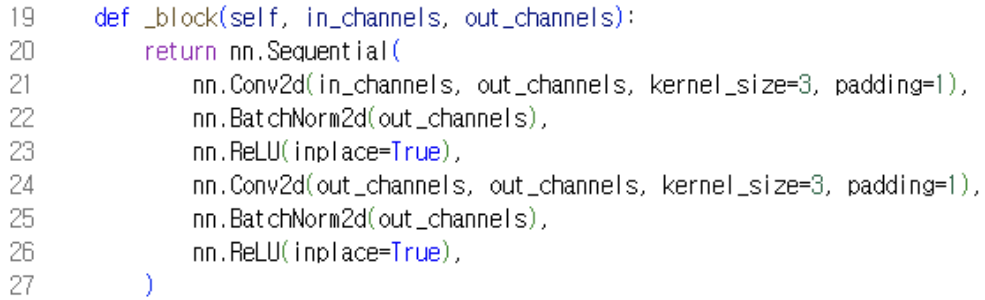 19 def _block(self, in_channels, out_channels):
20 return nn.Sequential(
21 nn.Conv2d(in_channels, out_channels, kernel_size=3, padding=1),
22 nn.BatchNorm2d(out_channels),
23 nn.ReLU(inplace=True),
24 nn.Conv2d(out_channels, out_channels, kernel_size=3, padding=1),
25 nn.BatchNorm2d(out_channels),
26 nn.ReLU(inplace=True),
27 )